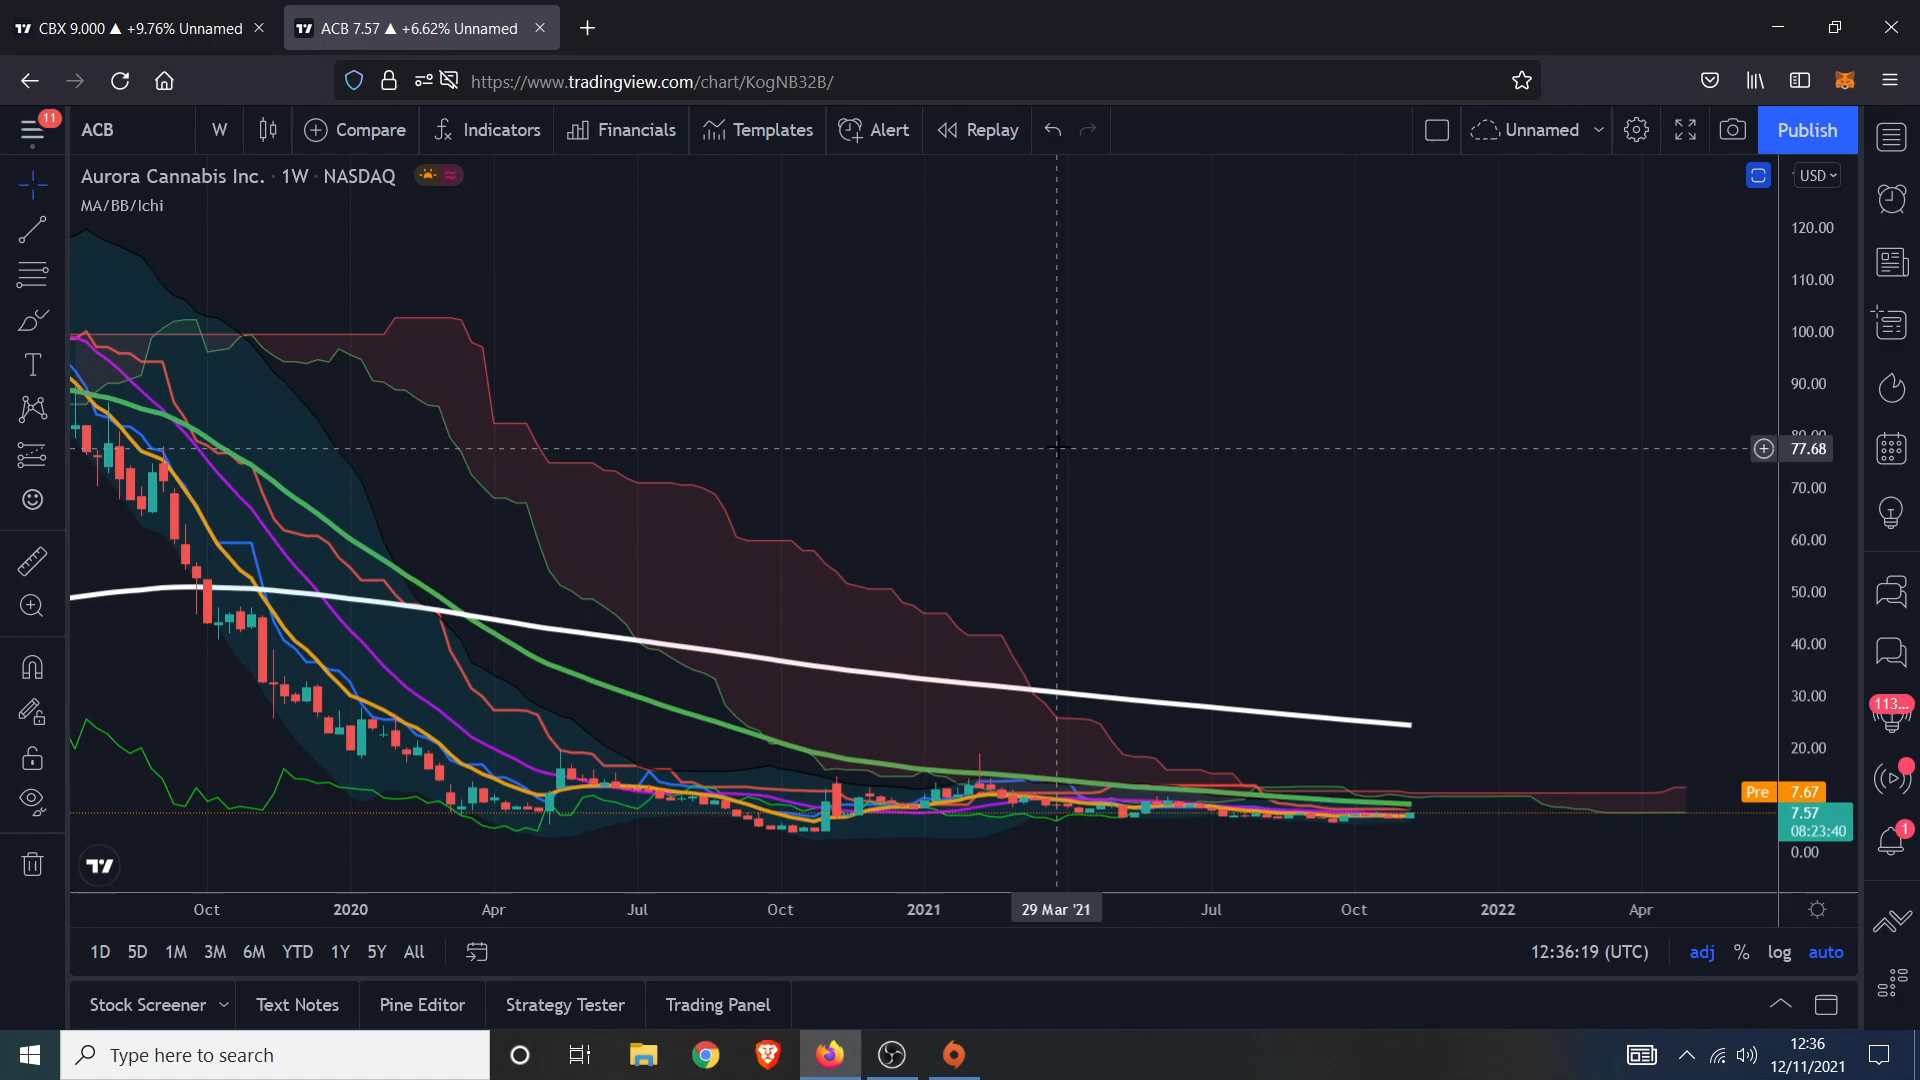 CBX 9.000 ▲ +9.76% Unnamed
ACB 7.57 ▲ +6.62% Unnamed
https://www.tradingview.com/chart/KogNB32B/
11
ACB
W
Compare
Indicators
Financials
Templates
Alert
Replay
Unnamed
Publish
Aurora Cannabis Inc. · 1W · NASDAQ
MA/BB/Ichi
USD
120.00
110.00
100.00
90.00
80.00
77.68
70.00
60.00
50.00
40.00
30.00
20.00
Pre 7.67
7.57
08:23:40
0.00
113...
1
Oct 2020 Apr Jul Oct 2021 29 Mar '21 Jul Oct 2022 Apr
1D 5D 1M 3M 6M YTD 1Y 5Y All
12:36:19 (UTC) adj % log auto
Stock Screener Text Notes Pine Editor Strategy Tester Trading Panel
Type here to search
12:36
12/11/2021